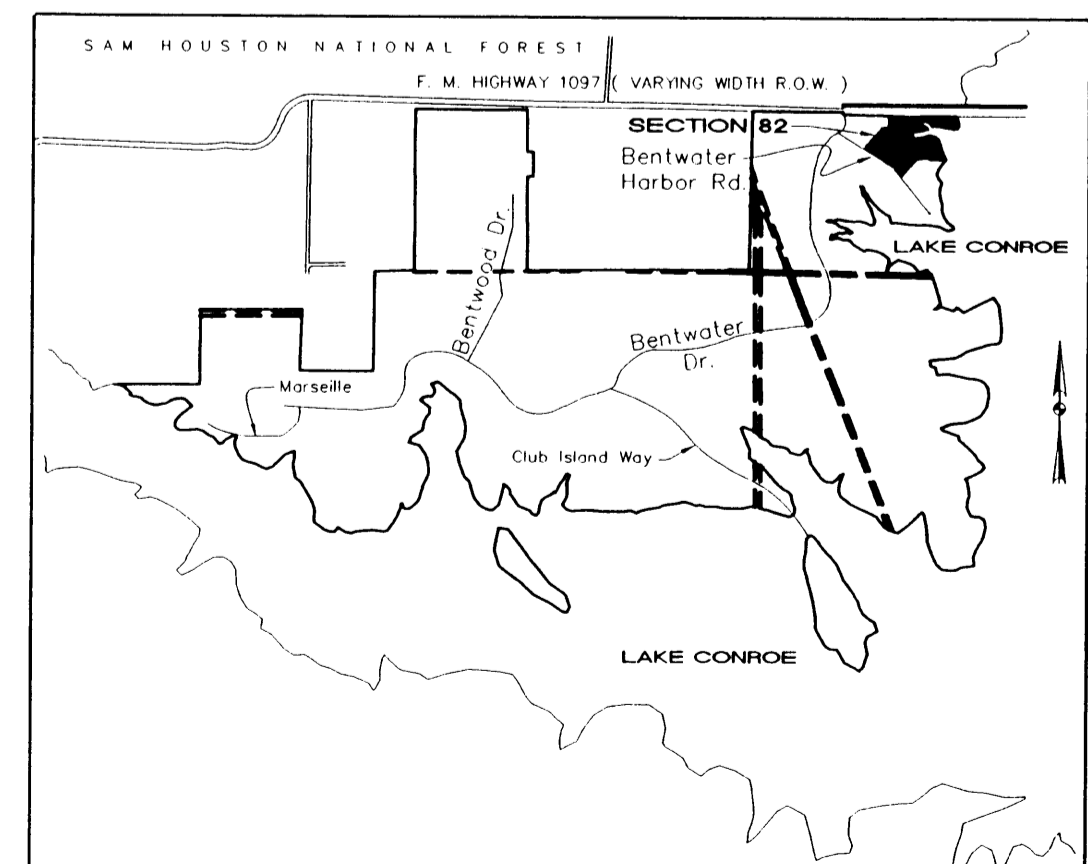 SAM HOUSTON NATIONAL FOREST
F. M. HIGHWAY 1097 ( VARYING WIDTH R.O.W. )
SECTION 82
Bentwater
Harbor Rd.
LAKE CONROE
Bentwood Dr.
Bentwater
Dr.
Marseille
Club Island Way
LAKE CONROE